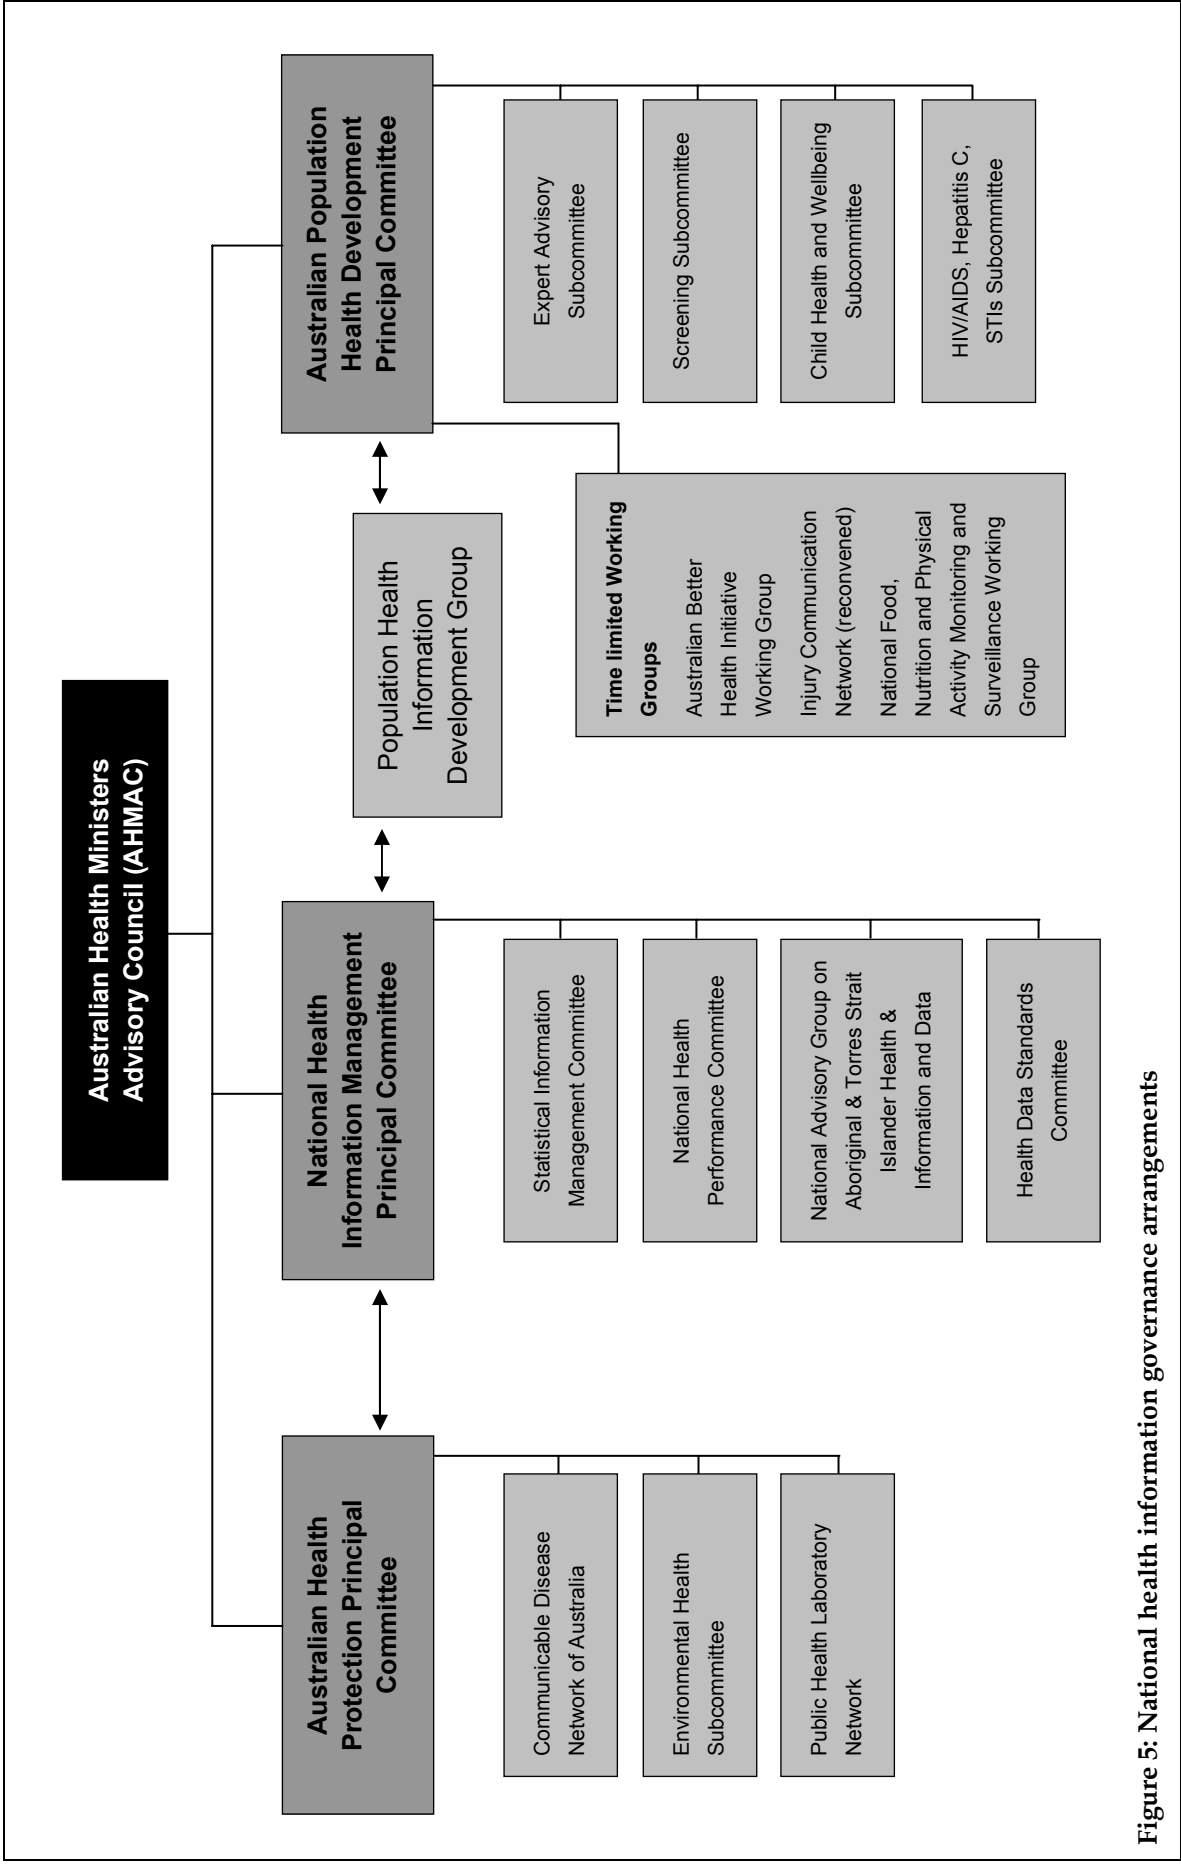 Australian Health Ministers
Advisory Council (AHMAC)
Australian Health
Protection Principal
Committee
National Health
Information Management
Principal Committee
Population Health
Information
Development Group
Australian Population
Health Development
Principal Committee
Communicable Disease
Network of Australia
Environmental Health
Subcommittee
Public Health Laboratory
Network
Statistical Information
Management Committee
National Health
Performance Committee
National Advisory Group on
Aboriginal & Torres Strait
Islander Health &
Information and Data
Health Data Standards
Committee
Time limited Working
Groups
Australian Better
Health Initiative
Working Group
Injury Communication
Network (reconvened)
National Food,
Nutrition and Physical
Activity Monitoring and
Surveillance Working
Group
Expert Advisory
Subcommittee
Screening Subcommittee
Child Health and Wellbeing
Subcommittee
HIV/AIDS, Hepatitis C,
STIs Subcommittee
Figure 5: National health information governance arrangements